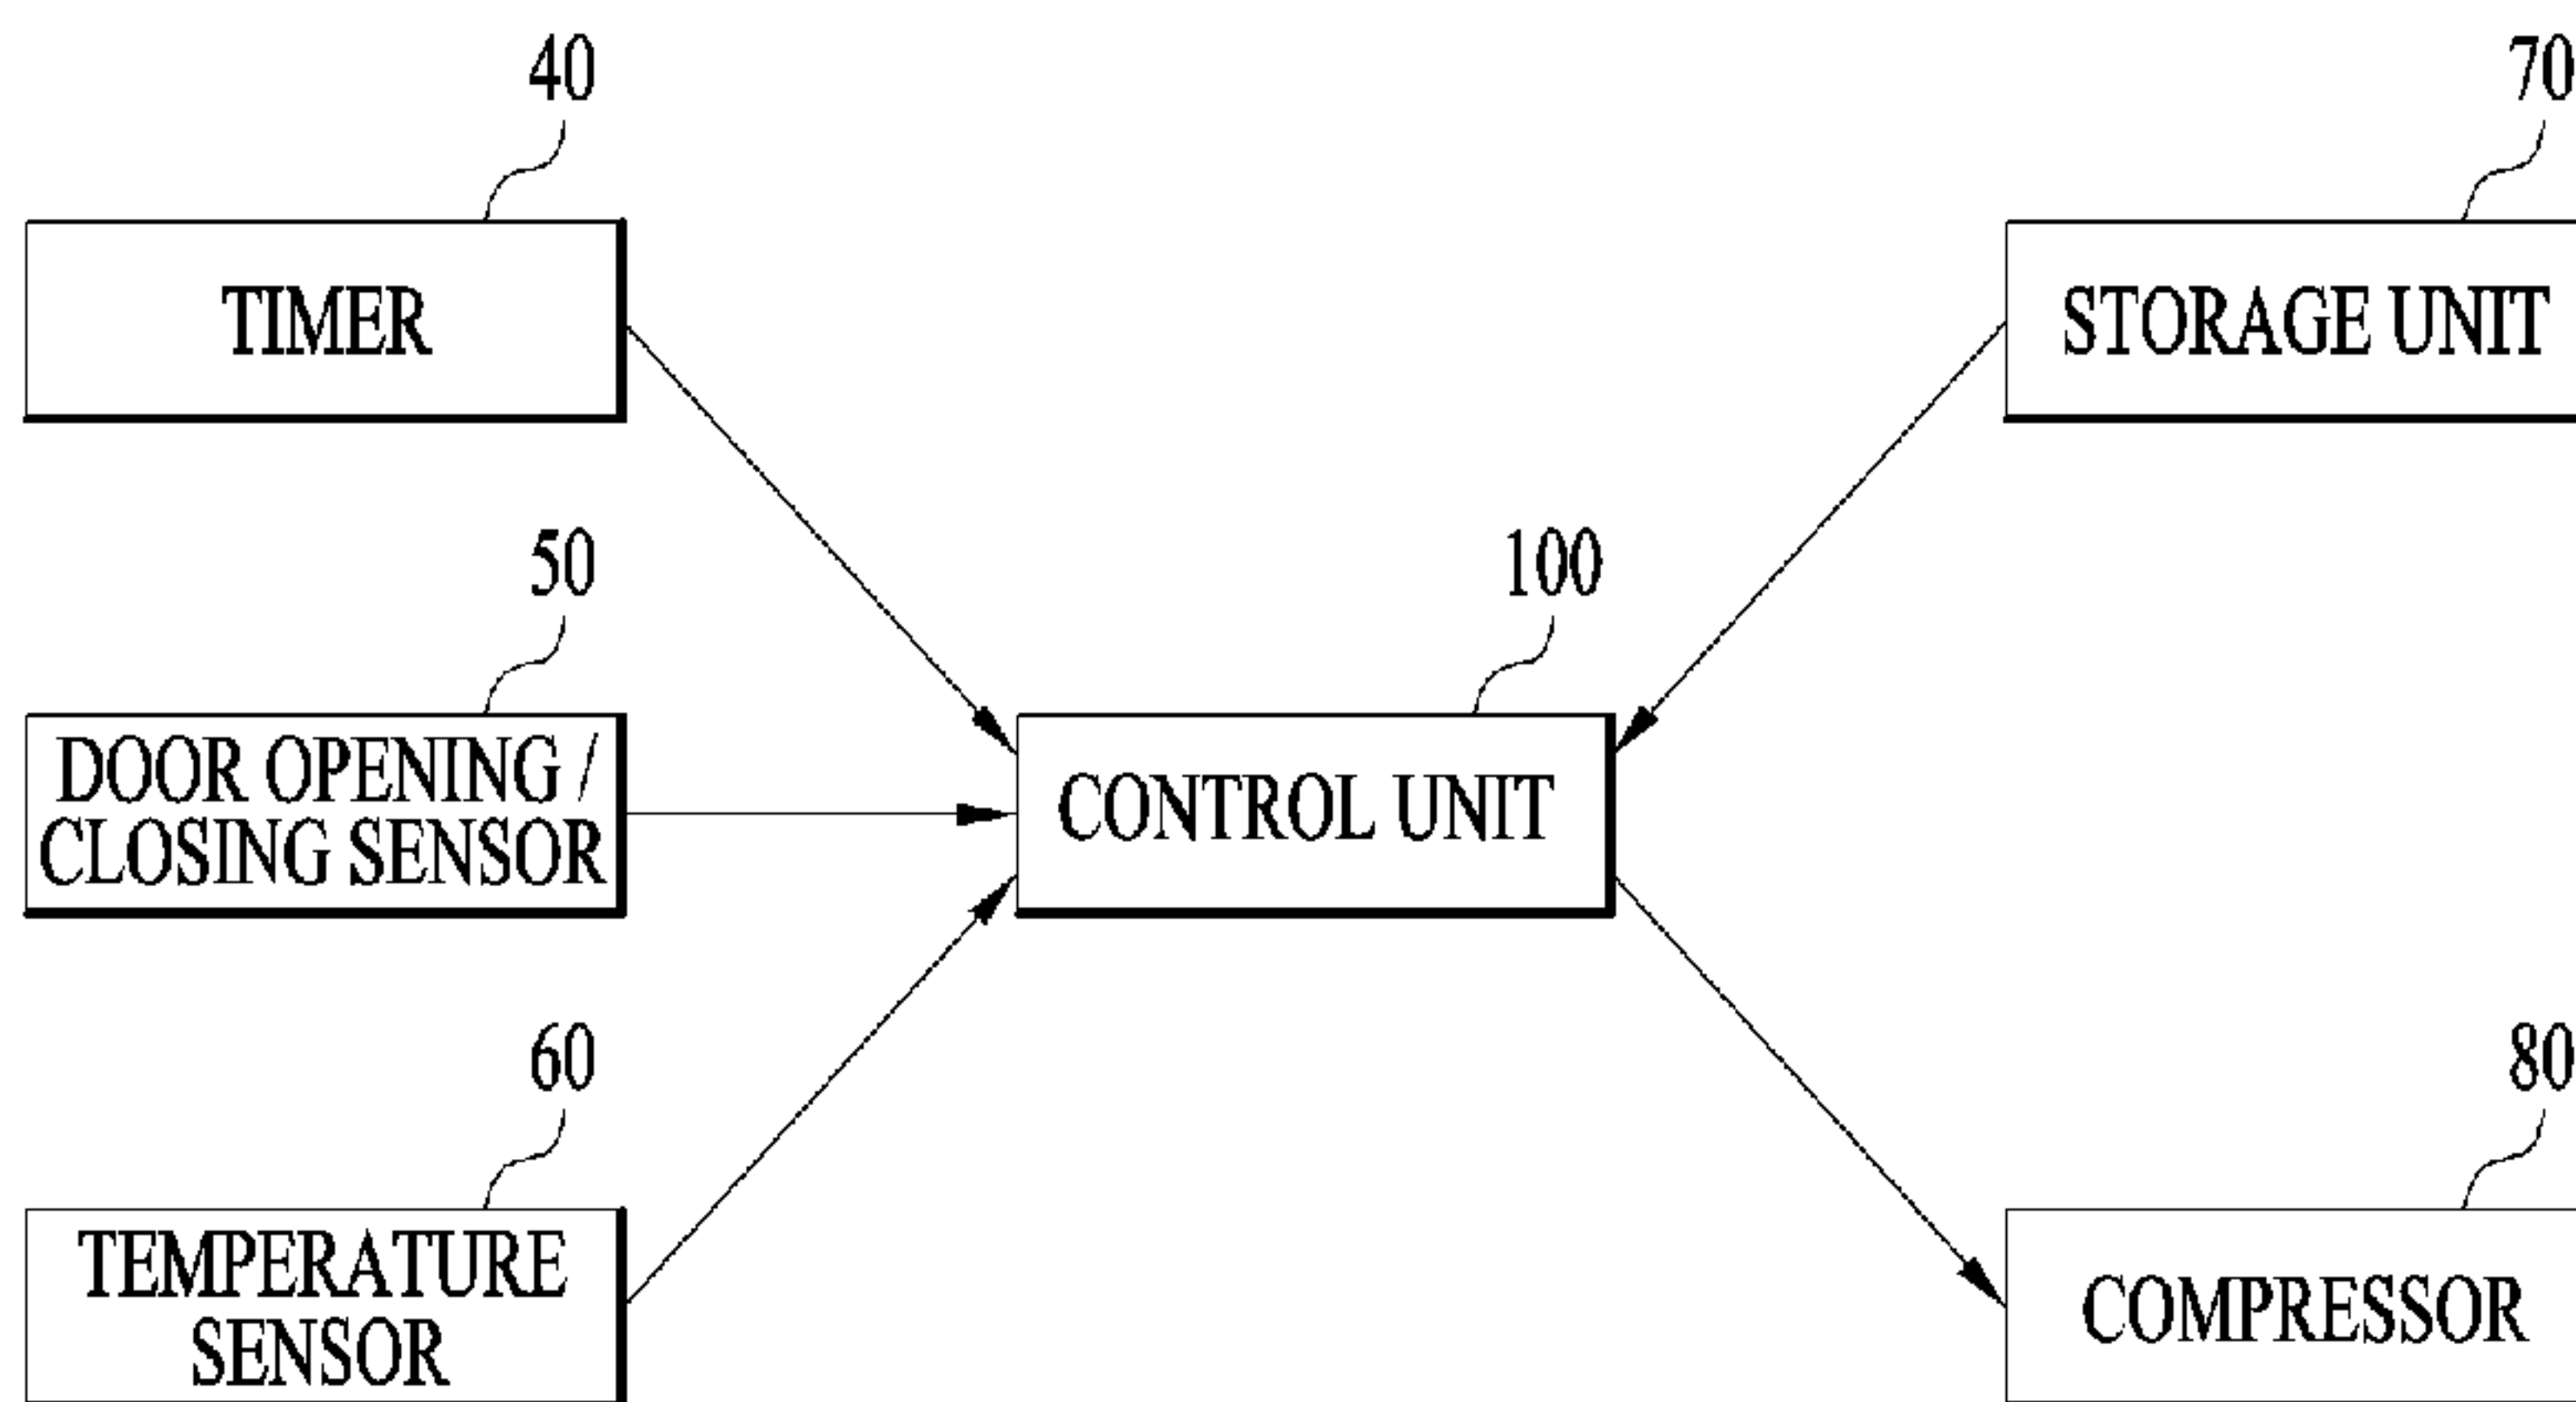 40
70
TIMER
STORAGE UNIT
50
100
DOOR OPENING /
CLOSING SENSOR
CONTROL UNIT
60
80
TEMPERATURE
SENSOR
COMPRESSOR